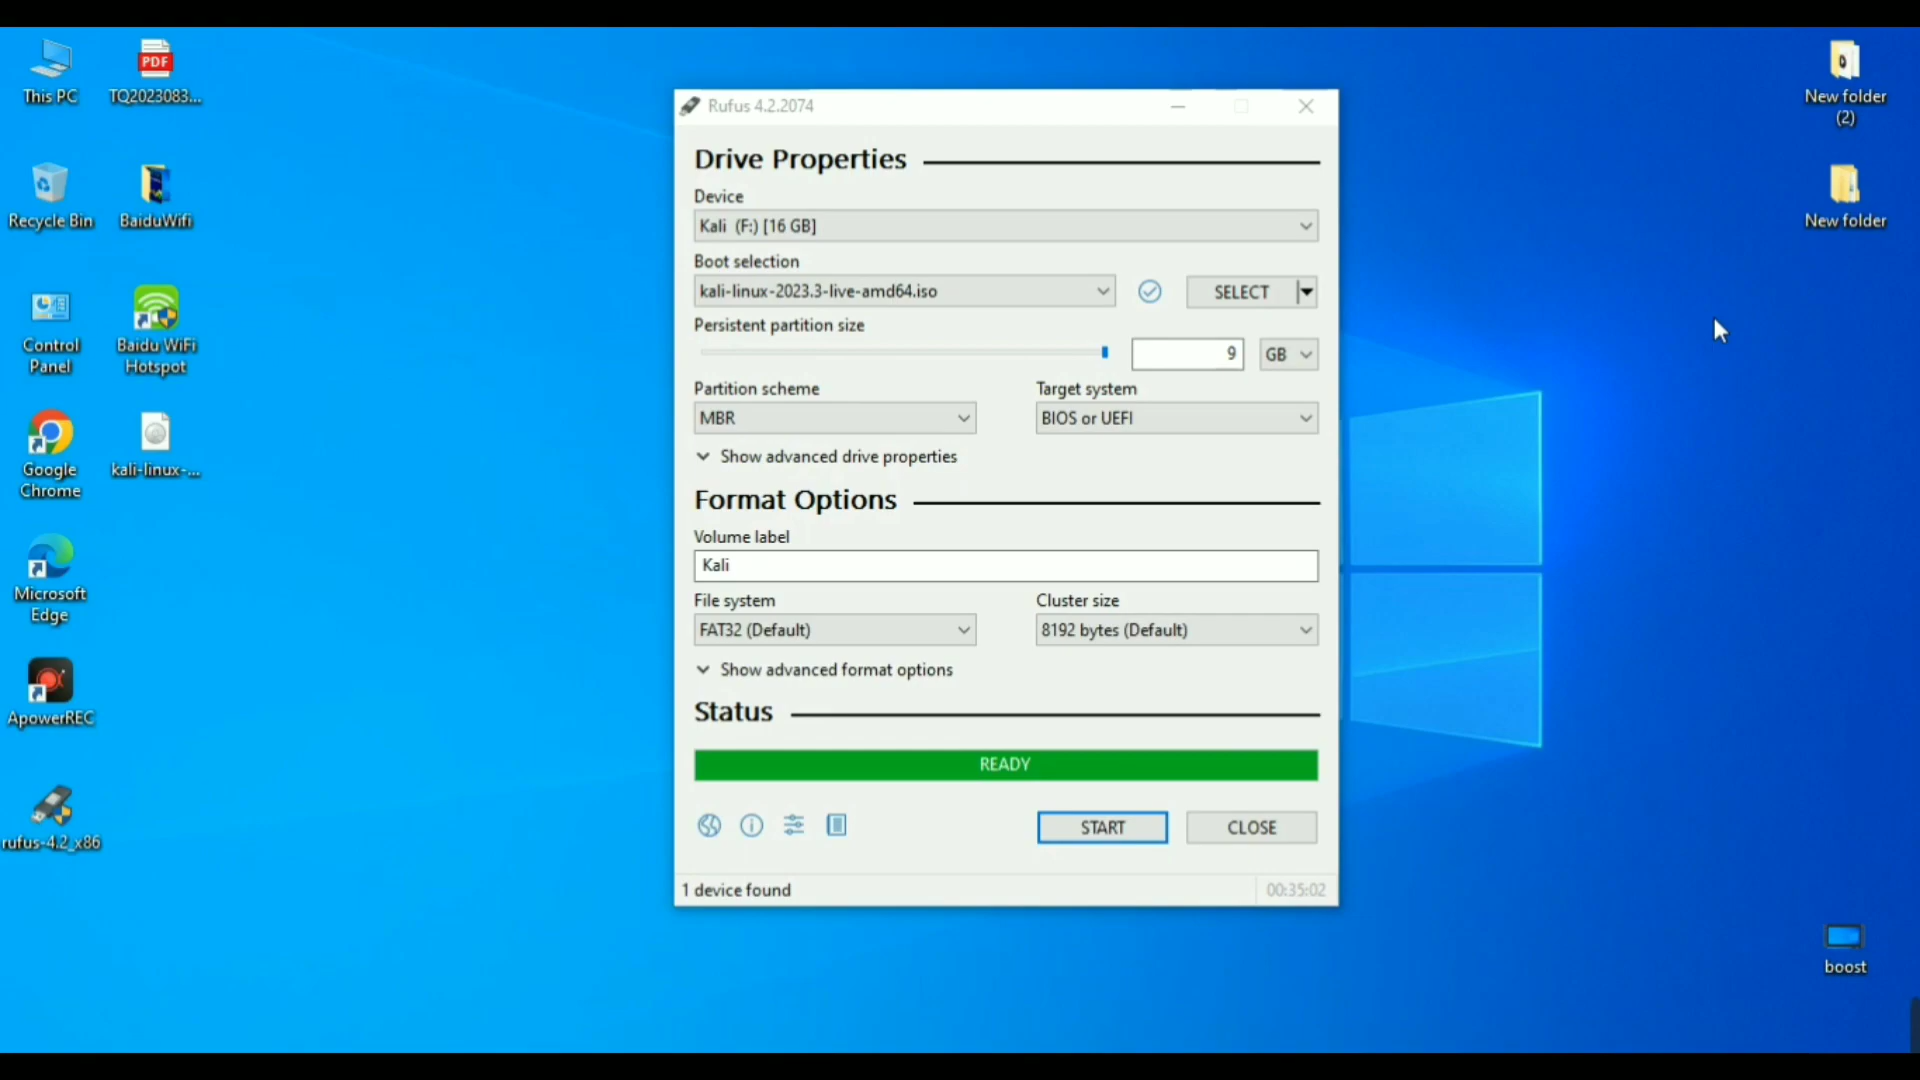 This PC
TQ2023083...
Recycle Bin
BaiduWifi
Control
Panel
Baidu WiFi
Hotspot
Google
Chrome
kali-linux-...
Microsoft
Edge
ApowerREC
rufus-4.2_x86
Rufus 4.2.2074
Drive Properties
Device
Kali (F:) [16 GB]
Boot selection
kali-linux-2023.3-live-amd64.iso
SELECT
Persistent partition size
9 GB
Partition scheme
Target system
MBR
BIOS or UEFI
Show advanced drive properties
Format Options
Volume label
Kali
File system
Cluster size
FAT32 (Default)
8192 bytes (Default)
Show advanced format options
Status
READY
START
CLOSE
1 device found
00:35:02
New folder
(2)
New folder
boost
PDF